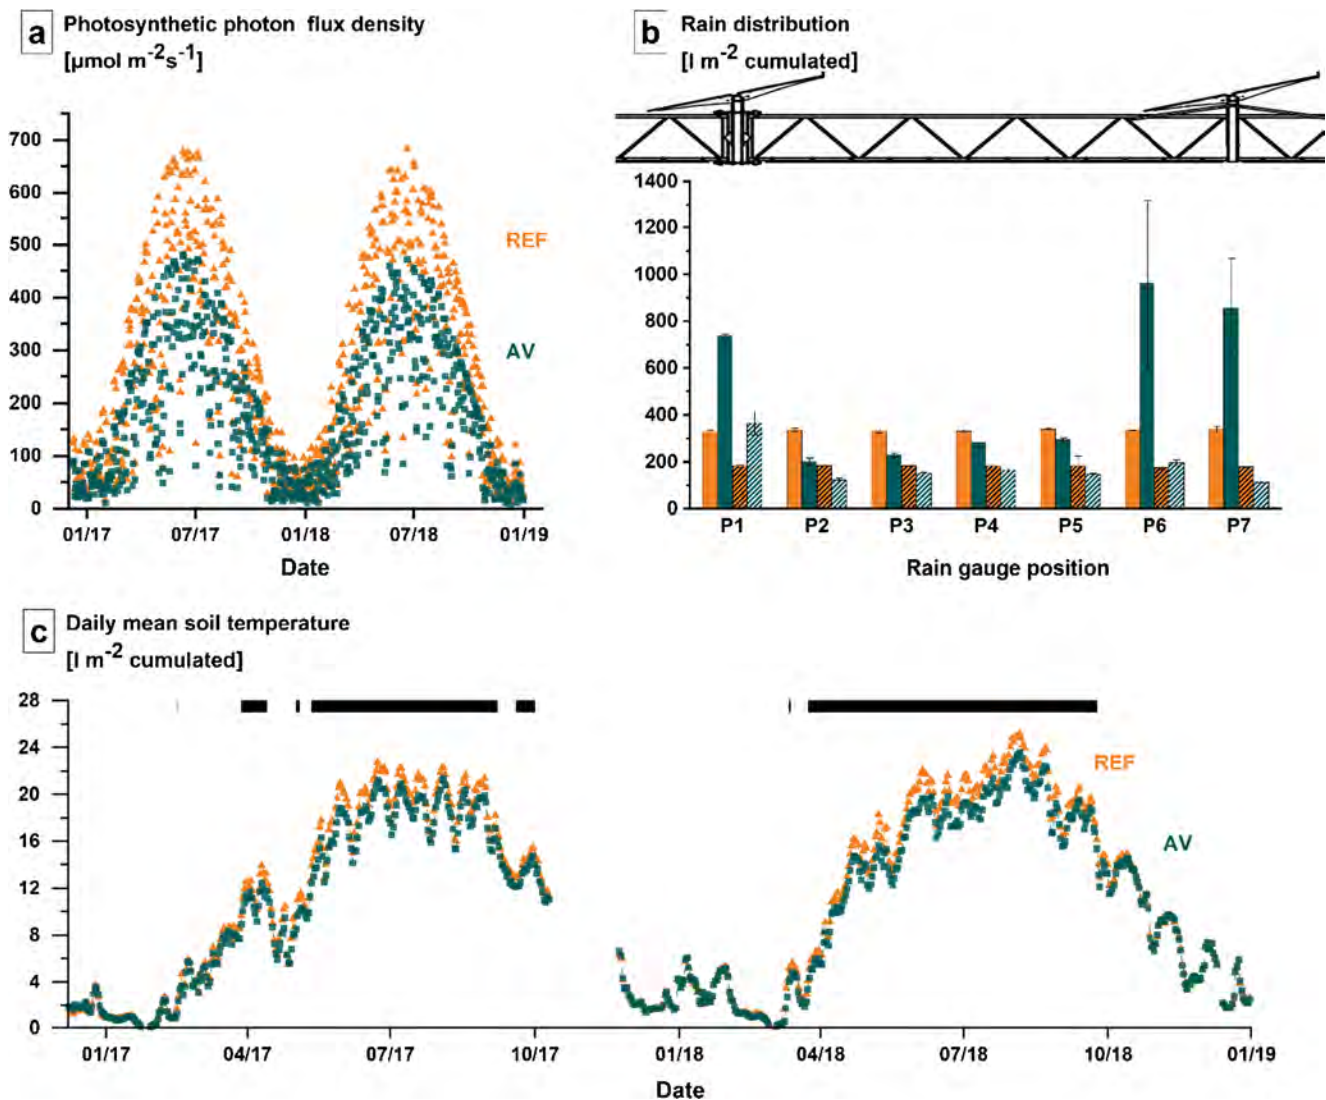 a Photosynthetic photon flux density
[µmol m⁻²s⁻¹]
700
600
500
400
300
200
100
0
REF
AV
01/17 07/17 01/18 07/18 01/19
Date
b Rain distribution
[l m⁻² cumulated]
1400
1200
1000
800
600
400
200
0
P1 P2 P3 P4 P5 P6 P7
Rain gauge position
c Daily mean soil temperature
[l m⁻² cumulated]
28
24
20
16
12
8
4
0
REF
AV
01/17 04/17 07/17 10/17 01/18 04/18 07/18 10/18 01/19
Date